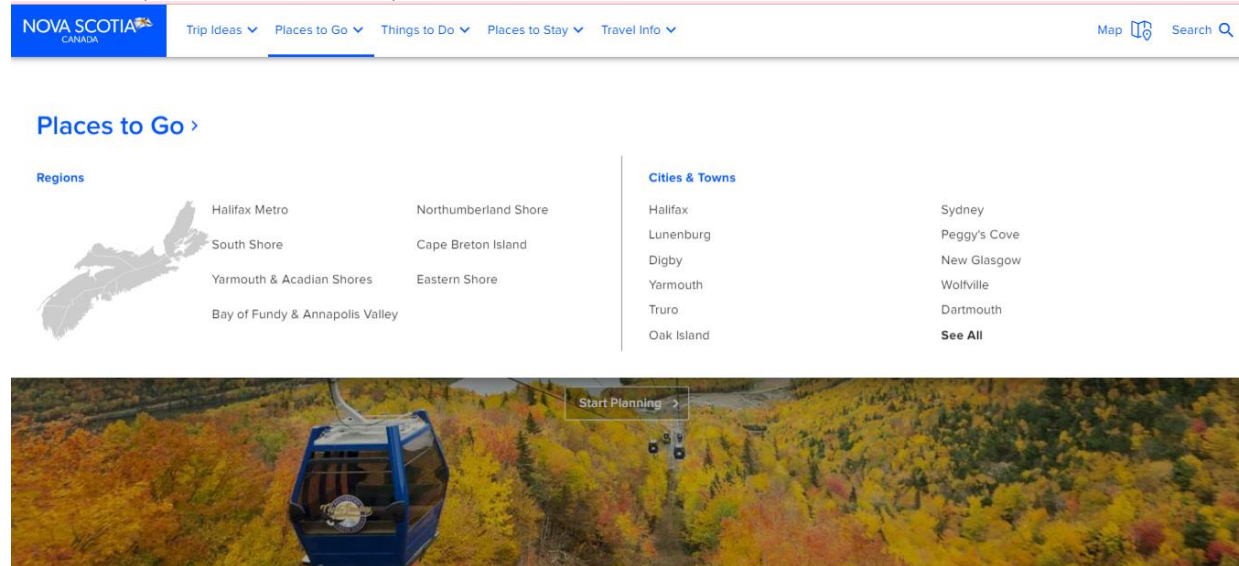 NOVA SCOTIA
CANADA
Trip Ideas Places to Go Things to Do Places to Stay Travel Info Map Search
Places to Go
Regions
Halifax Metro
Northumberland Shore
South Shore
Cape Breton Island
Yarmouth & Acadian Shores
Eastern Shore
Bay of Fundy & Annapolis Valley
Cities & Towns
Halifax
Lunenburg
Digby
Yarmouth
Truro
Oak Island
Sydney
Peggy's Cove
New Glasgow
Wolfville
Dartmouth
See All
Start Planning